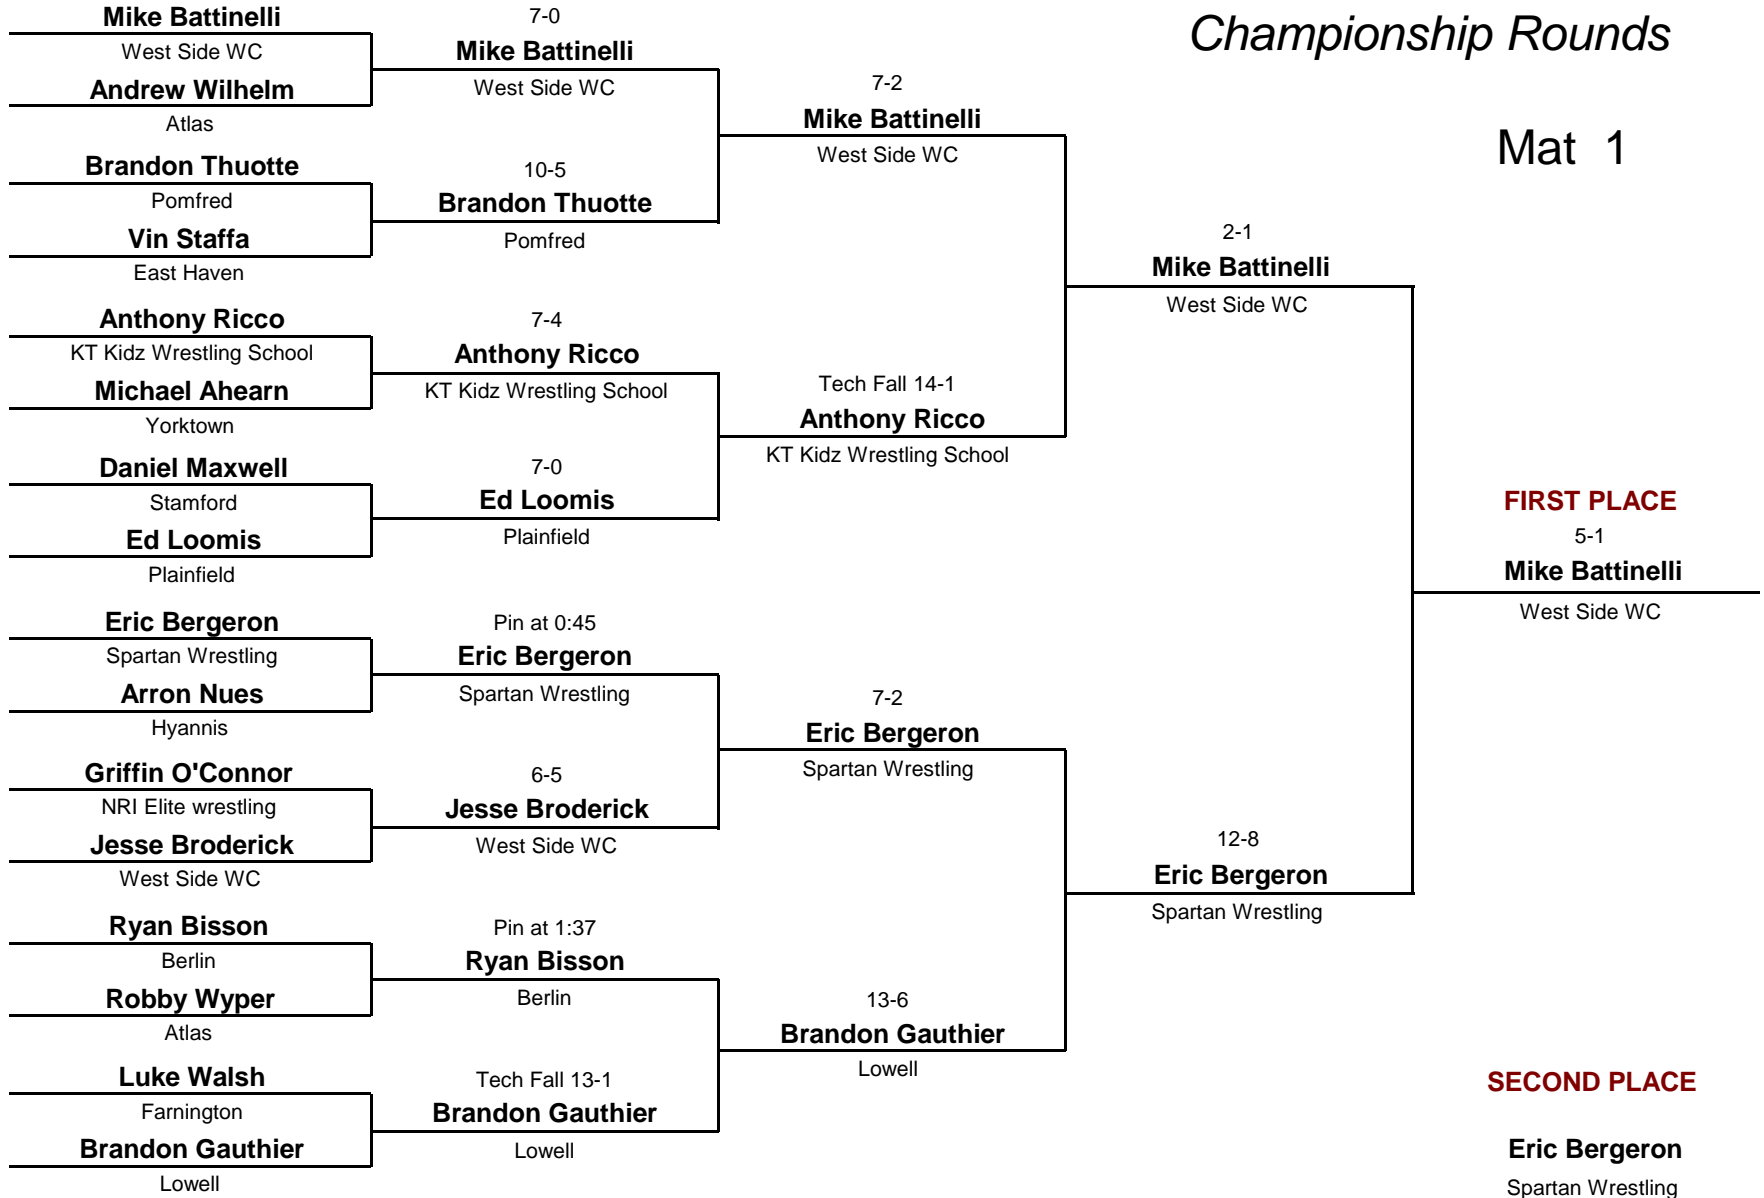 Championship Rounds
Mat 1
Mike Battinelli
West Side WC
Andrew Wilhelm
Atlas
Brandon Thuotte
Pomfred
Vin Staffa
East Haven
Anthony Ricco
KT Kidz Wrestling School
Michael Ahearn
Yorktown
Daniel Maxwell
Stamford
Ed Loomis
Plainfield
Eric Bergeron
Spartan Wrestling
Arron Nues
Hyannis
Griffin O'Connor
NRI Elite wrestling
Jesse Broderick
West Side WC
Ryan Bisson
Berlin
Robby Wyper
Atlas
Luke Walsh
Farnington
Brandon Gauthier
Lowell
7-0
Mike Battinelli
West Side WC
10-5
Brandon Thuotte
Pomfred
7-4
Anthony Ricco
KT Kidz Wrestling School
7-0
Ed Loomis
Plainfield
Pin at 0:45
Eric Bergeron
Spartan Wrestling
6-5
Jesse Broderick
West Side WC
Pin at 1:37
Ryan Bisson
Berlin
Tech Fall 13-1
Brandon Gauthier
Lowell
7-2
Mike Battinelli
West Side WC
Tech Fall 14-1
Anthony Ricco
KT Kidz Wrestling School
7-2
Eric Bergeron
Spartan Wrestling
13-6
Brandon Gauthier
Lowell
2-1
Mike Battinelli
West Side WC
12-8
Eric Bergeron
Spartan Wrestling
FIRST PLACE
5-1
Mike Battinelli
West Side WC
SECOND PLACE
Eric Bergeron
Spartan Wrestling